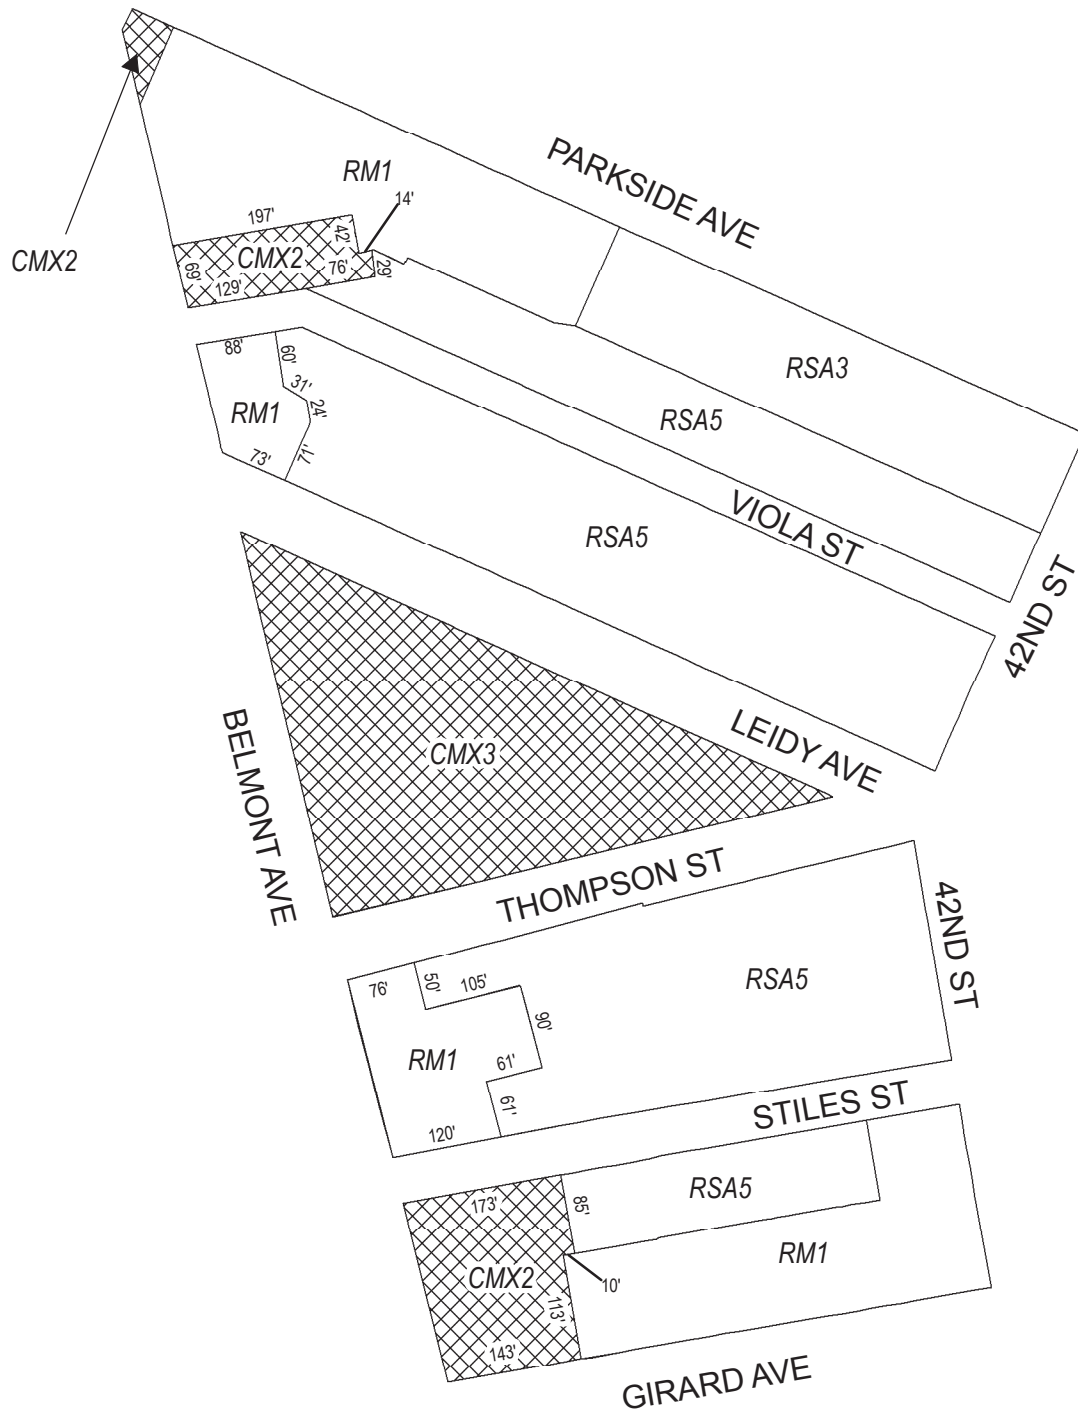 PARKSIDE AVE
RM1
14'
CMX2
197'
42'
CMX2
69'
129'
76'
29'
RSA3
RSA5
88'
60'
31'
24'
RM1
73'
71'
VIOLA ST
RSA5
42ND ST
LEIDY AVE
BELMONT AVE
CMX3
THOMPSON ST
42ND ST
76'
50'
105'
RSA5
90'
RM1
61'
61'
120'
STILES ST
173'
85'
RSA5
CMX2
10'
RM1
113'
143'
GIRARD AVE